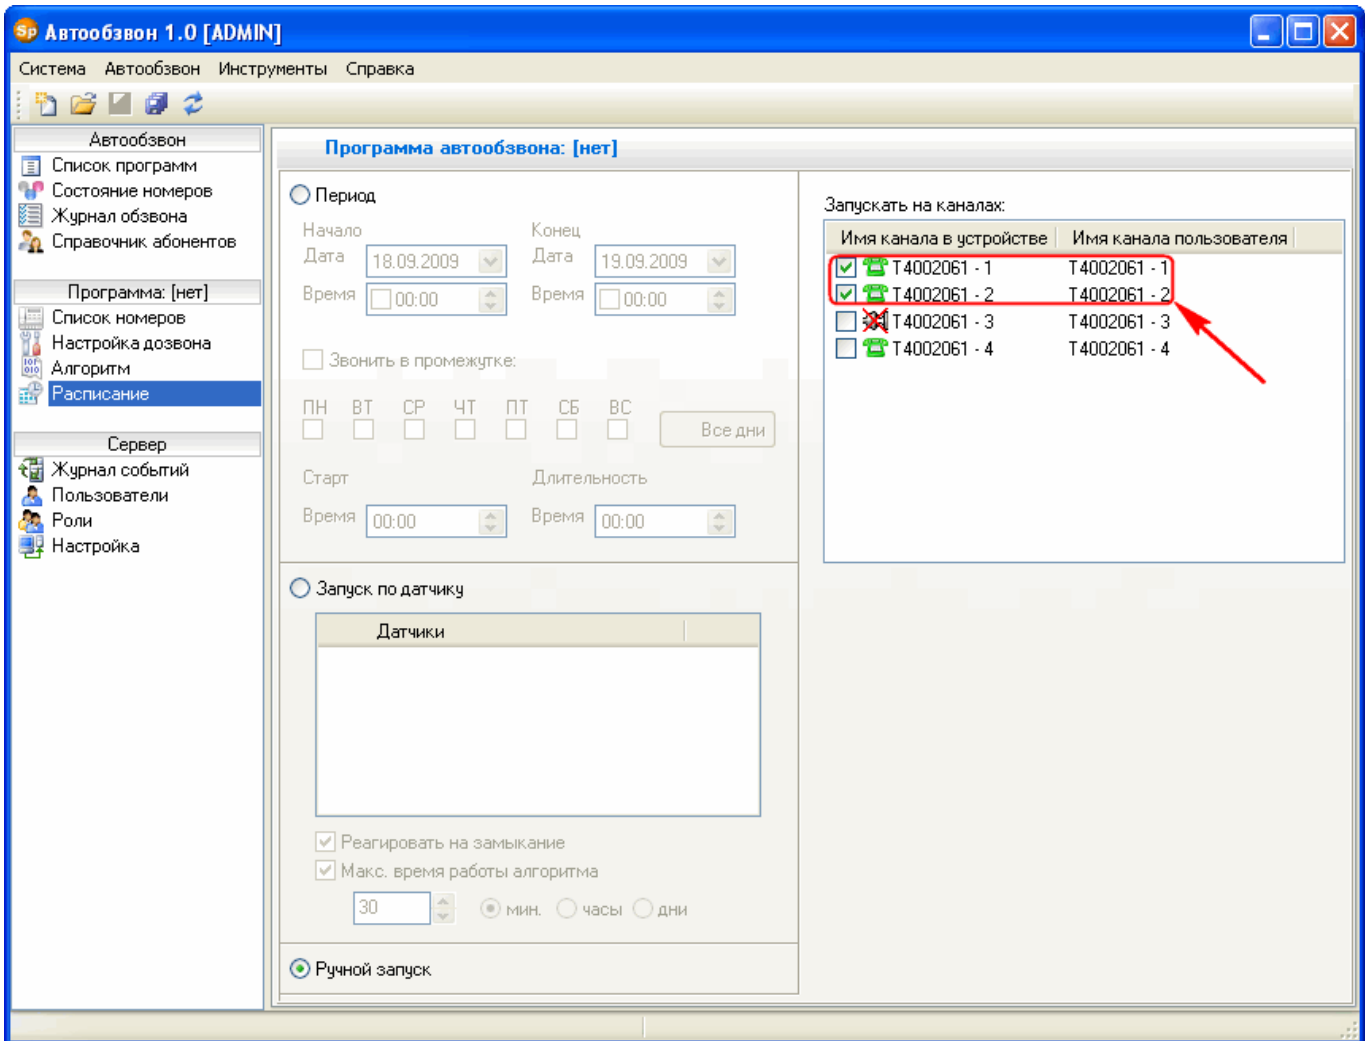 Sp Автообзвон 1.0 [ADMIN]
Система Автообзвон Инструменты Справка
Автообзвон
Список программ
Состояние номеров
Журнал обзвона
Справочник абонентов
Программа: [нет]
Список номеров
Настройка дозвона
Алгоритм
Расписание
Сервер
Журнал событий
Пользователи
Роли
Настройка
Программа автообзвона: [нет]
Период
Начало Конец
Дата 18.09.2009 Дата 19.09.2009
Время 00:00 Время 00:00
Звонить в промежутке:
ПН ВТ СР ЧТ ПТ СБ ВС
Все дни
Старт Длительность
Время 00:00 Время 00:00
Запуск по датчику
Датчики
Реагировать на замыкание
Макс. время работы алгоритма
30 мин. часы дни
Ручной запуск
Запускать на каналах:
Имя канала в устройстве Имя канала пользователя
T4002061 - 1 T4002061 - 1
T4002061 - 2 T4002061 - 2
T4002061 - 3 T4002061 - 3
T4002061 - 4 T4002061 - 4